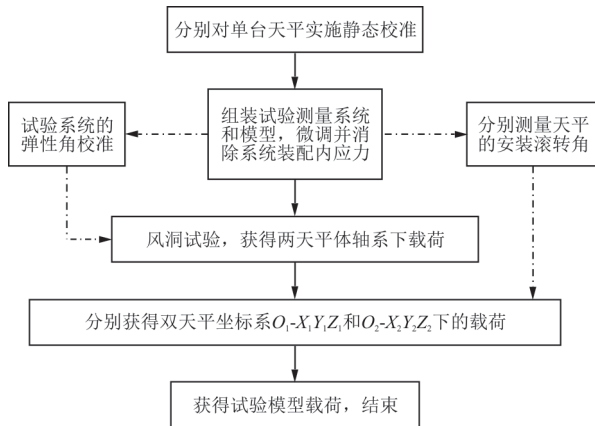 分别对单台天平实施静态校准
试验系统的
弹性角校准
组装试验测量系统
和模型，微调并消
除系统装配内应力
分别测量天平
的安装滚转角
风洞试验，获得两天平体轴系下载荷
分别获得双天平坐标系O₁-X₁Y₁Z₁和O₂-X₂Y₂Z₂下的载荷
获得试验模型载荷，结束